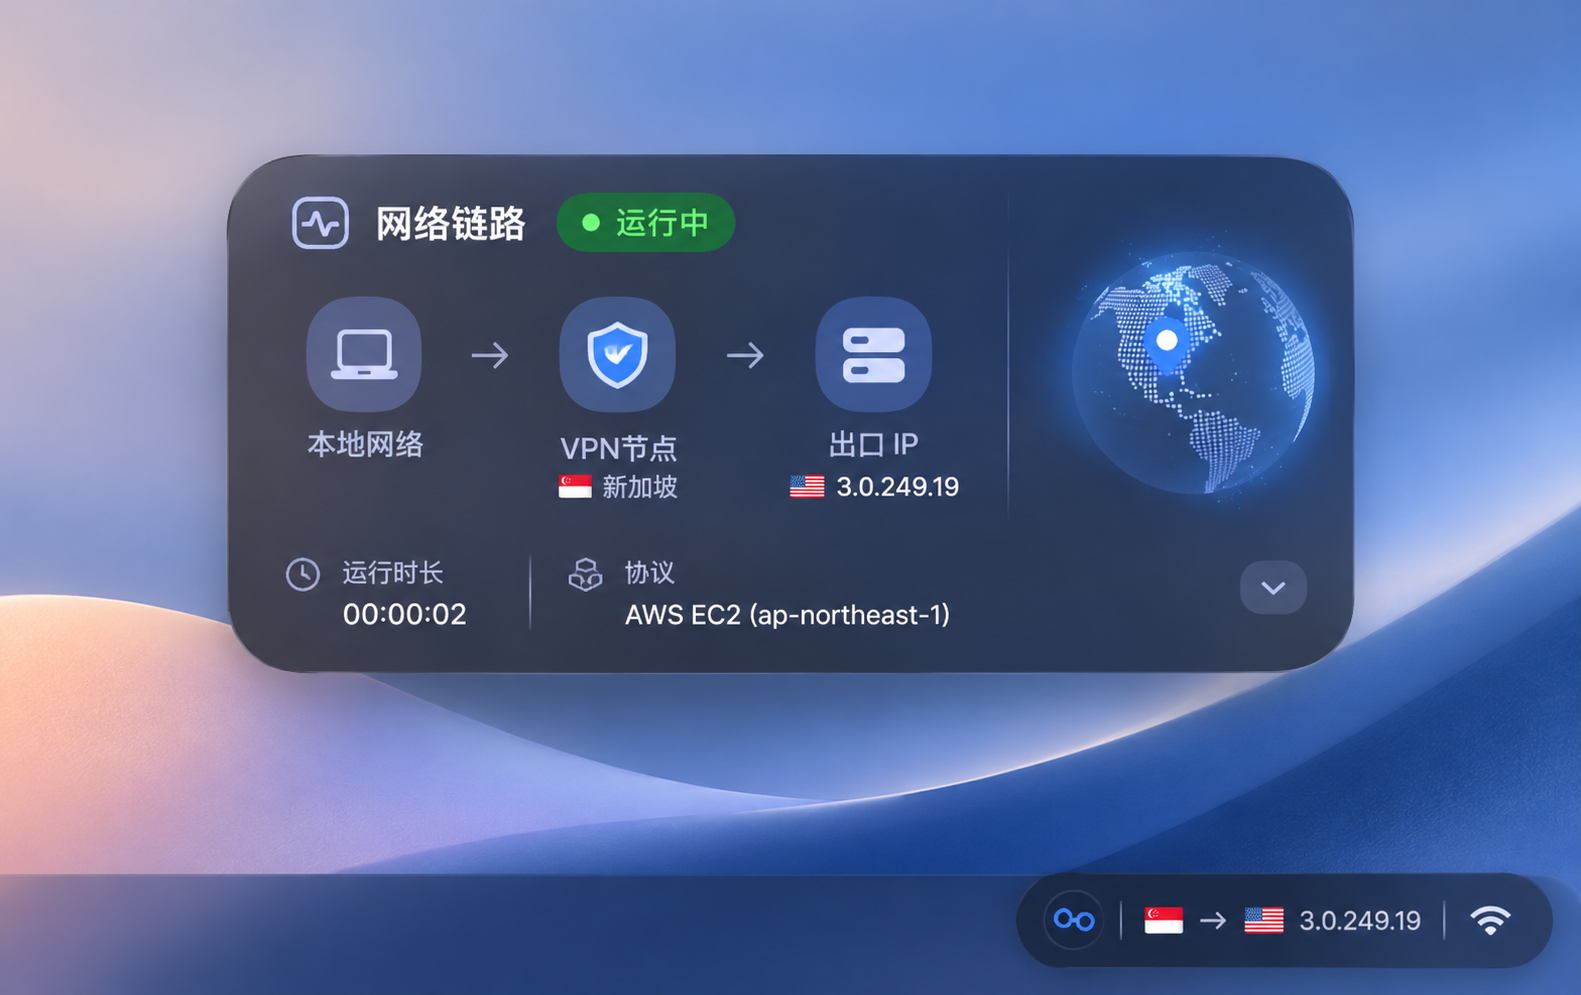 网络链路
运行中
本地网络
VPN节点
新加坡
出口 IP
3.0.249.19
运行时长
00:00:02
协议
AWS EC2 (ap-northeast-1)
3.0.249.19